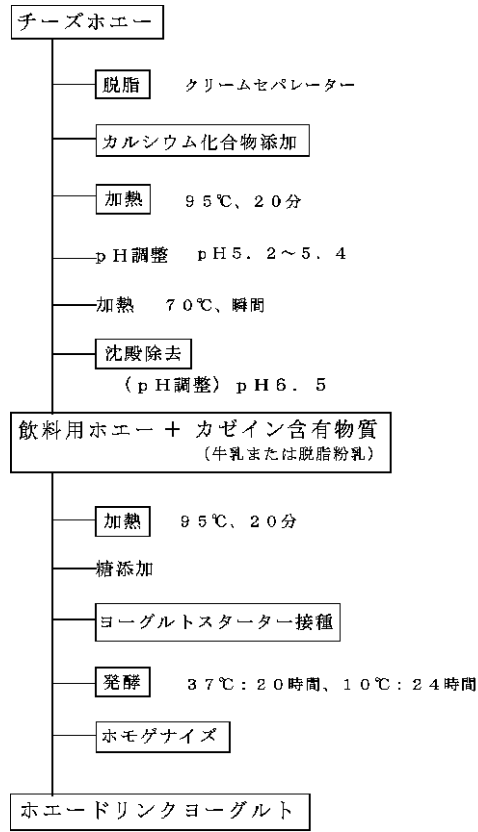 チーズホエー
脱脂 クリームセパレーター
カルシウム化合物添加
加熱 95℃、20分
pH調整 pH5.2~5.4
加熱 70℃、瞬間
沈殿除去
(pH調整)pH6.5
飲料用ホエー + カゼイン含有物質
(牛乳または脱脂粉乳)
加熱 95℃、20分
糖添加
ヨーグルトスターター接種
発酵 37℃:20時間、10℃:24時間
ホモゲナイズ
ホエードリンクヨーグルト